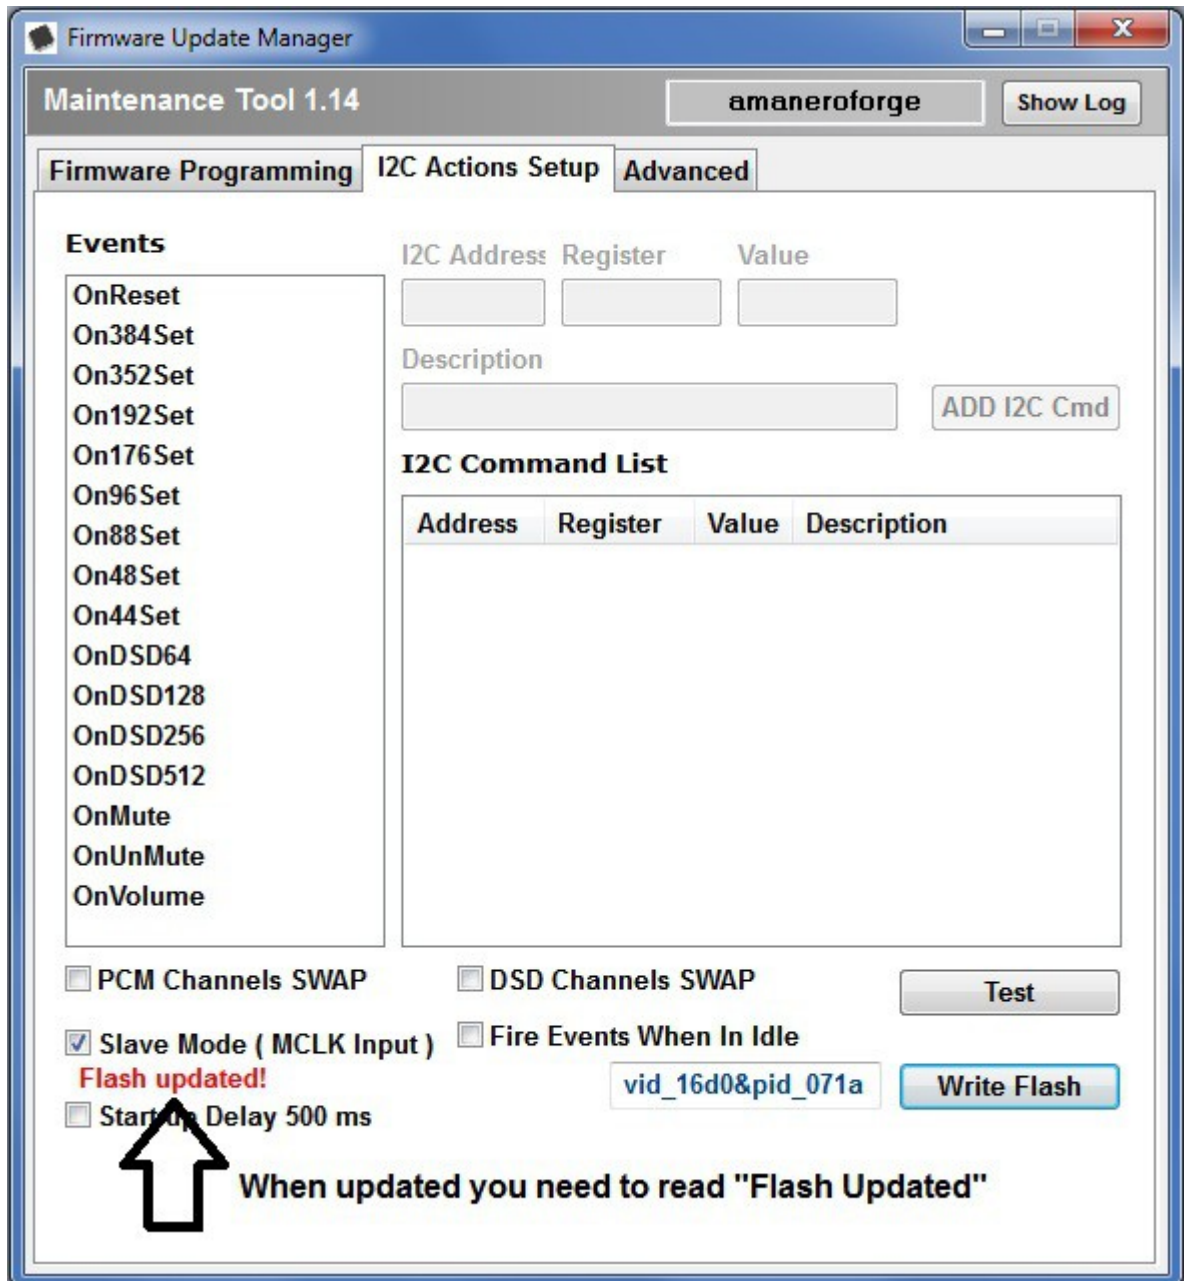 Firmware Update Manager
Maintenance Tool 1.14
amaneroforge
Show Log
Firmware Programming
I2C Actions Setup
Advanced
Events
OnReset
On384Set
On352Set
On192Set
On176Set
On96Set
On88Set
On48Set
On44Set
OnDSD64
OnDSD128
OnDSD256
OnDSD512
OnMute
OnUnMute
OnVolume
I2C Address Register Value
Description
ADD I2C Cmd
I2C Command List
Address Register Value Description
PCM Channels SWAP
DSD Channels SWAP
Test
Slave Mode ( MCLK Input )
Fire Events When In Idle
Flash updated!
vid_16d0&pid_071a
Write Flash
Start up Delay 500 ms
When updated you need to read "Flash Updated"